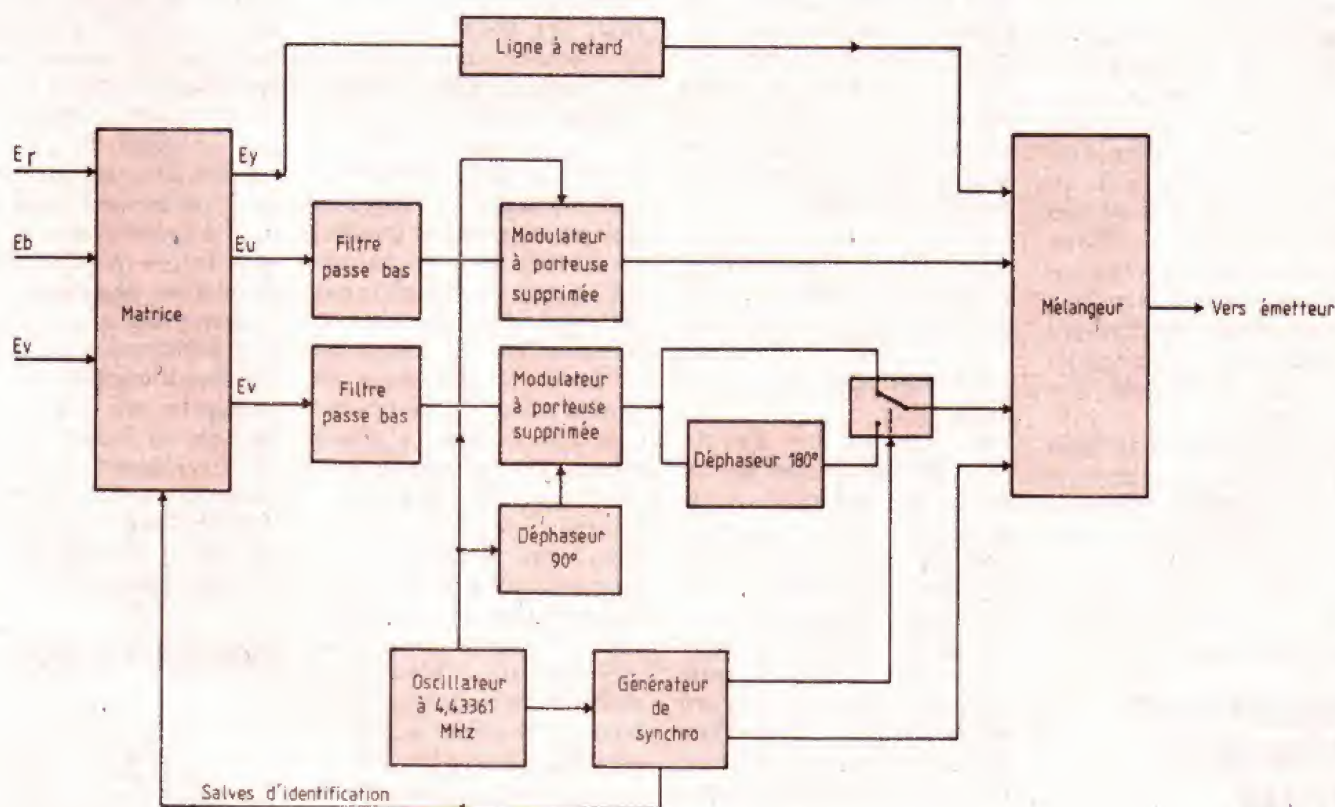 Ligne à retard
Er
Eb
Ev
Matrice
Ey
Eu
Ev
Filtre
passe bas
Filtre
passe bas
Modulateur
à porteuse
supprimée
Modulateur
à porteuse
supprimée
Déphaseur
90°
Déphaseur 180°
Mélangeur
Vers émetteur
Oscillateur
à 4,43361
MHz
Générateur
de
synchro
Salves d'identification